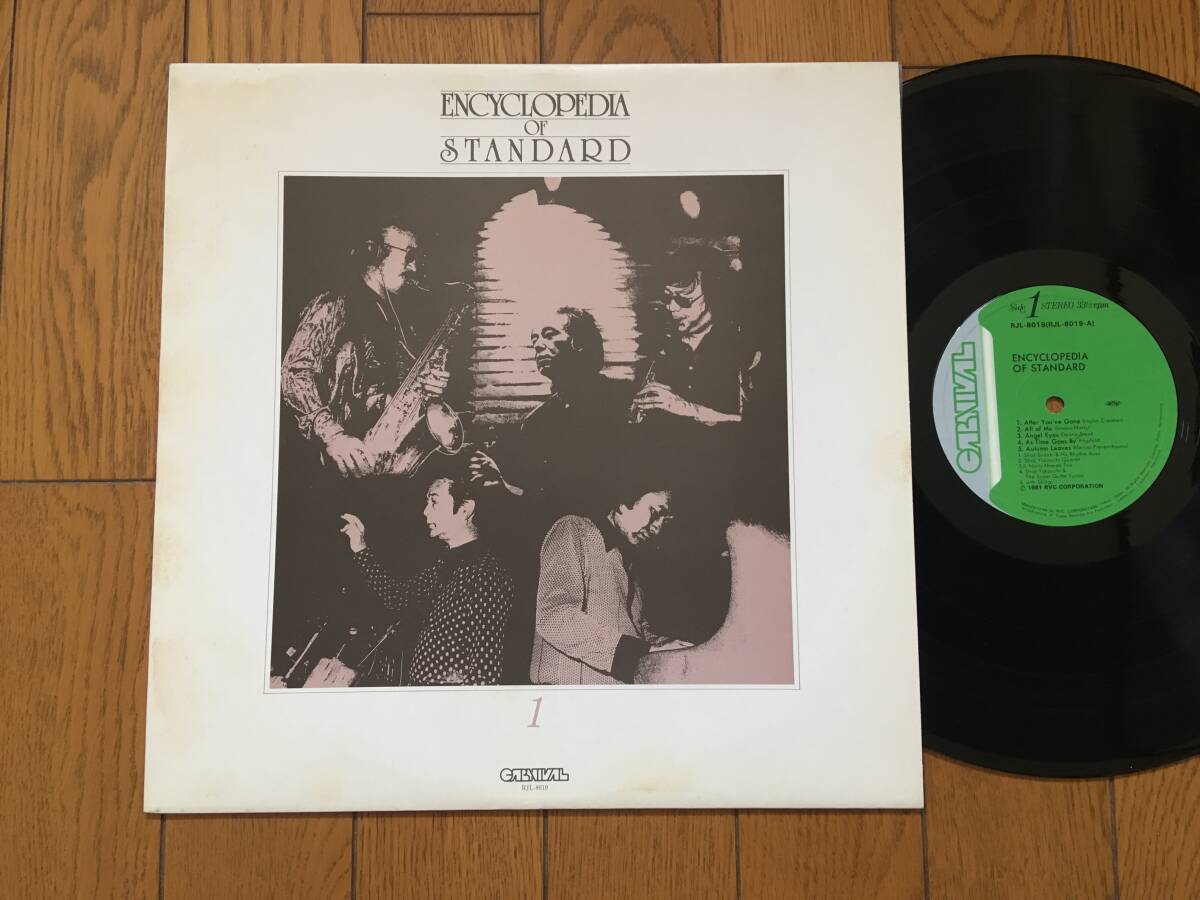 ENCYCLOPEDIA
OF
STANDARD
1
CARNIVAL
RJL-8019
Side 1 STEREO 33⅓ rpm
RJL-8019(RJL-8019-A)
CARNIVAL
ENCYCLOPEDIA
OF STANDARD
1. After You've Gone
2. All of Me
3. Angel Eyes
4. As Time Goes By
5. Autumn Leaves
Ⓟ 1981 RVC CORPORATION